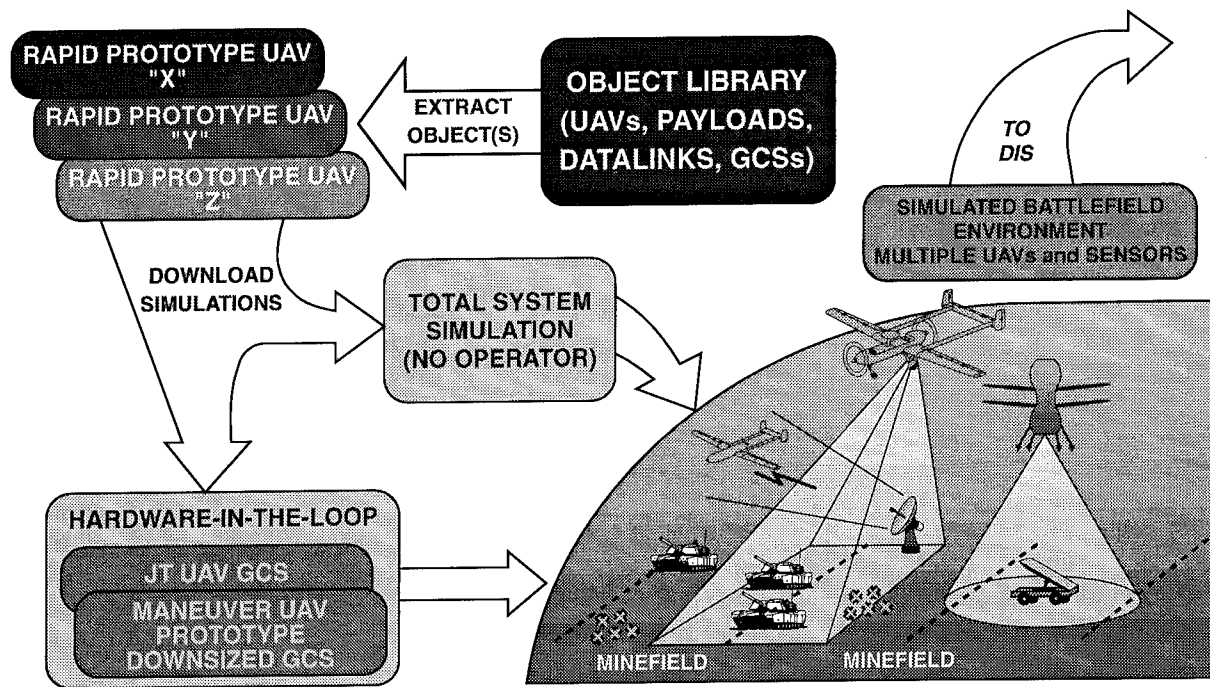 RAPID PROTOTYPE UAV
"X"
RAPID PROTOTYPE UAV
"Y"
RAPID PROTOTYPE UAV
"Z"
EXTRACT
OBJECT(S)
OBJECT LIBRARY
(UAVs, PAYLOADS,
DATALINKS, GCSs)
TO
DIS
SIMULATED BATTLEFIELD
ENVIRONMENT
MULTIPLE UAVs and SENSORS
DOWNLOAD
SIMULATIONS
TOTAL SYSTEM
SIMULATION
(NO OPERATOR)
HARDWARE-IN-THE-LOOP
JT UAV GCS
MANEUVER UAV
PROTOTYPE
DOWNSIZED GCS
MINEFIELD
MINEFIELD